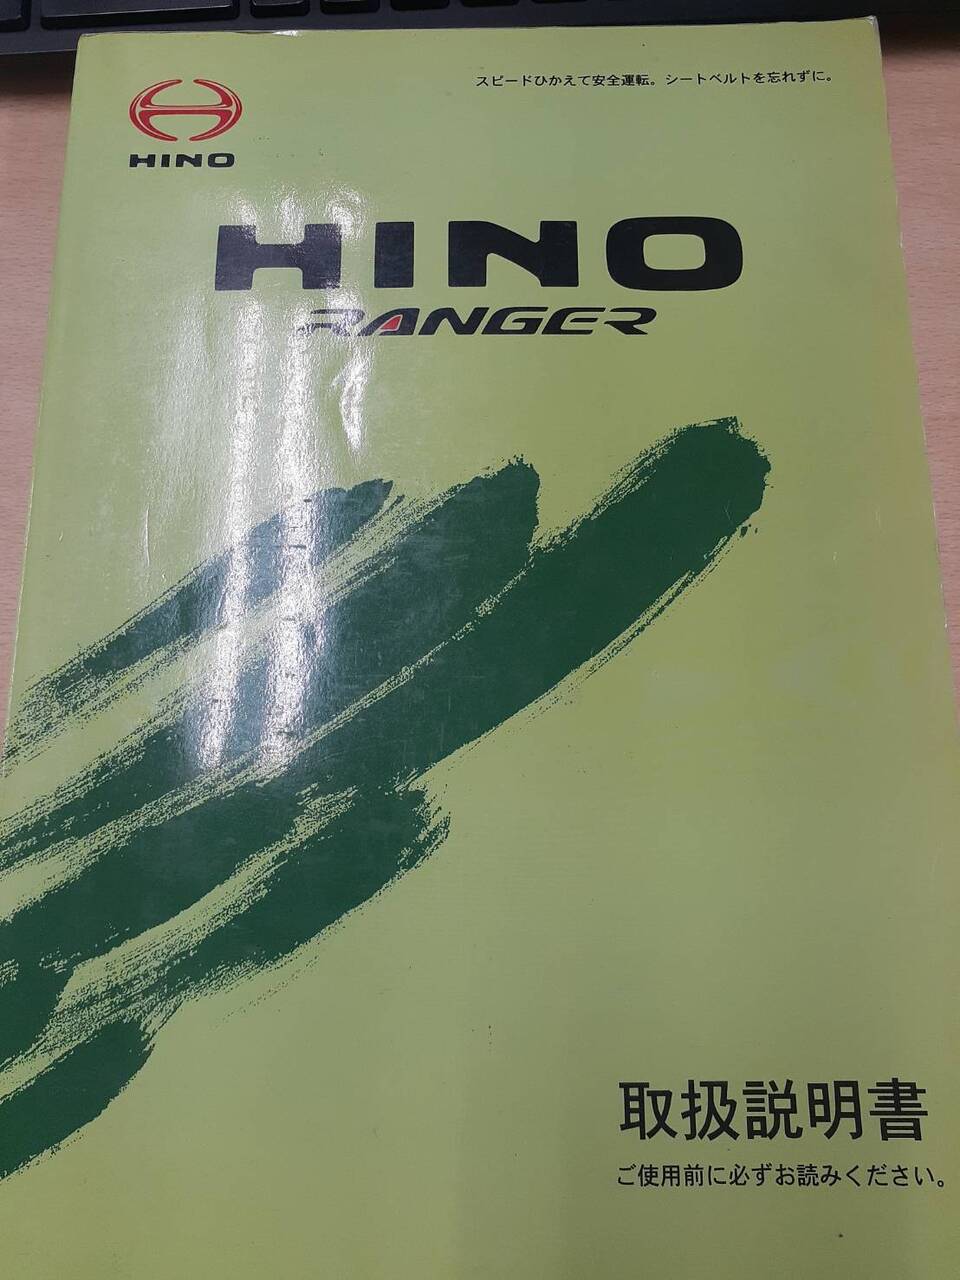 スピードひかえて安全運転。シートベルトを忘れずに。
HINO
HINO
RANGER
取扱説明書
ご使用前に必ずお読みください。